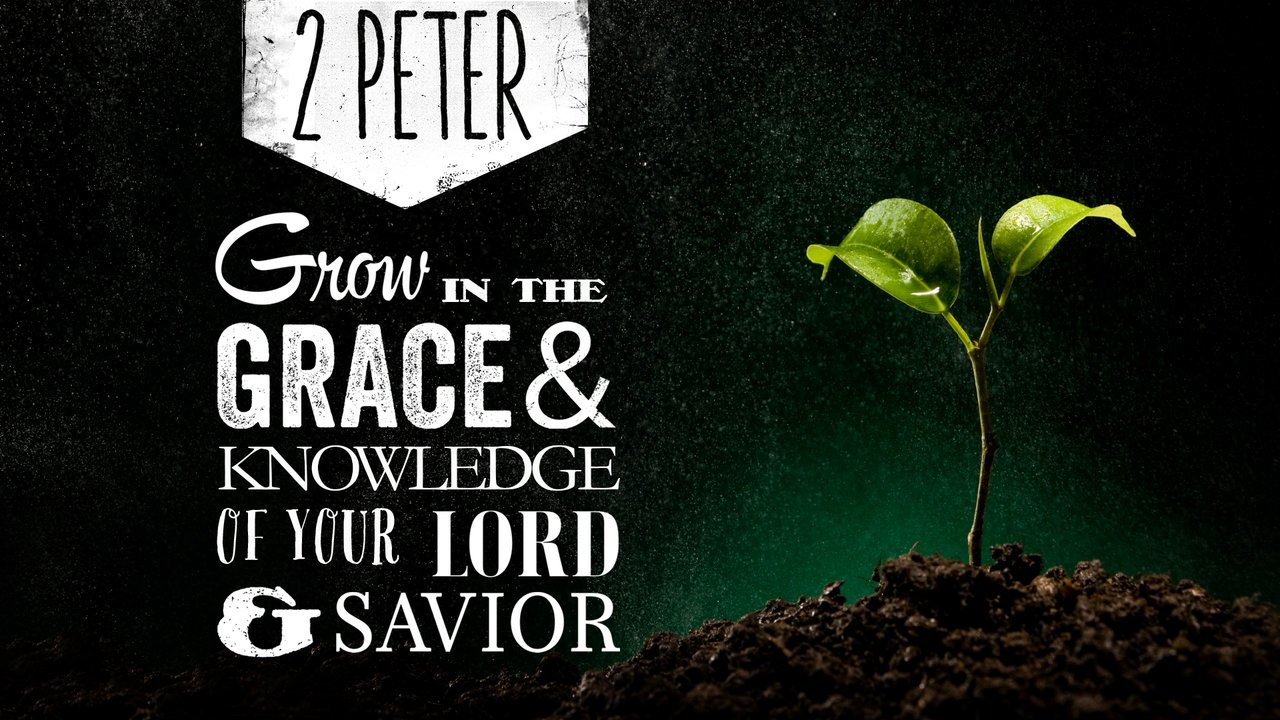 2 PETER
Grow IN THE
GRACE &
KNOWLEDGE
OF YOUR LORD
& SAVIOR